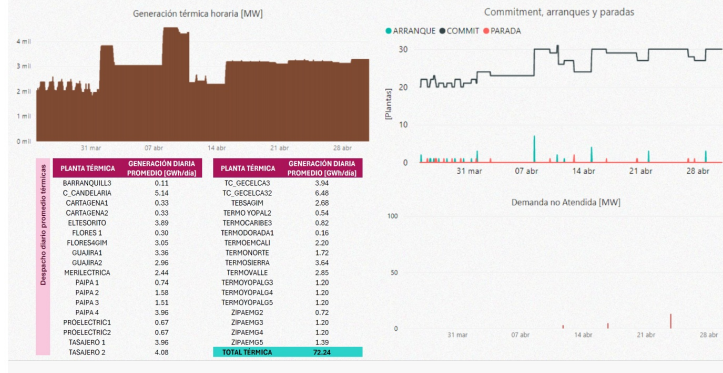 Generación térmica horaria [MW]
4 mil
3 mil
2 mil
1 mil
0 mil
31 mar 07 abr 14 abr 21 abr 28 abr
Commitment, arranques y paradas
ARRANQUE COMMIT PARADA
[Plantas]
30
20
10
0
31 mar 07 abr 14 abr 21 abr 28 abr
Demanda no Atendida [MW]
100
50
0
31 mar 07 abr 14 abr 21 abr 28 abr
Despacho diario promedio térmicas
PLANTA TÉRMICA GENERACIÓN DIARIA PROMEDIO [GWh/día]
BARRANQUILL3 0.11
C_CANDELARIA 5.14
CARTAGENA1 0.33
CARTAGENA2 0.33
ELTESORITO 3.89
FLORES 1 0.30
FLORES4GIM 3.05
GUAJIRA1 3.36
GUAJIRA2 2.96
MERILECTRICA 2.44
PAIPA 1 0.74
PAIPA 2 1.58
PAIPA 3 1.51
PAIPA 4 3.96
PROELECTRIC1 0.67
PROELECTRIC2 0.67
TASAJERO 1 3.96
TASAJERO 2 4.08
PLANTA TÉRMICA GENERACIÓN DIARIA PROMEDIO [GWh/día]
TC_GECELCA3 3.94
TC_GECELCA32 6.48
TEBSAGIM 2.68
TERMO YOPAL2 0.54
TERMOCARIBE3 0.82
TERMODORADA1 0.16
TERMOEMCALI 2.20
TERMONORTE 1.72
TERMOSIERRA 3.64
TERMOVALLE 2.85
TERMOYOPALG3 1.20
TERMOYOPALG4 1.20
TERMOYOPALG5 1.20
ZIPAEMG2 0.72
ZIPAEMG3 1.20
ZIPAEMG4 1.20
ZIPAEMG5 1.39
TOTAL TÉRMICA 72.24